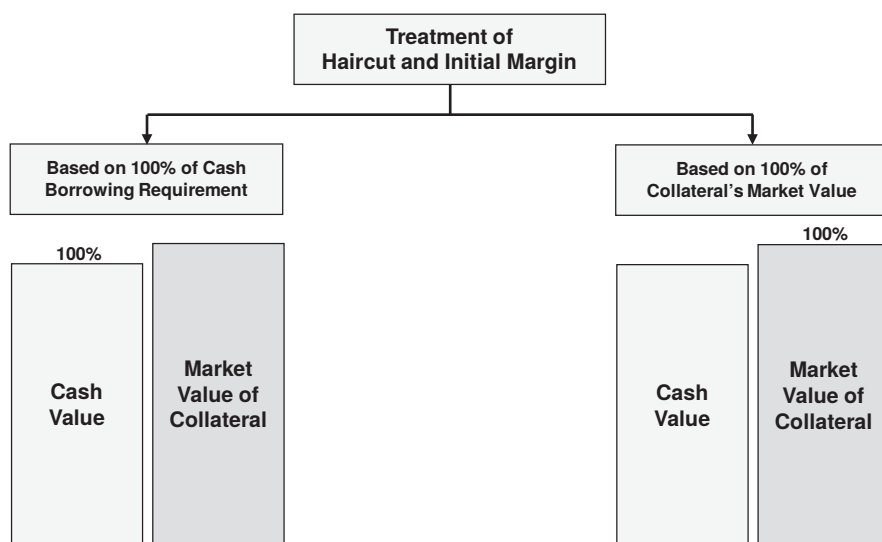 Treatment of
Haircut and Initial Margin
Based on 100% of Cash
Borrowing Requirement
Based on 100% of
Collateral's Market Value
100%
Cash
Value
Market
Value of
Collateral
100%
Cash
Value
Market
Value of
Collateral